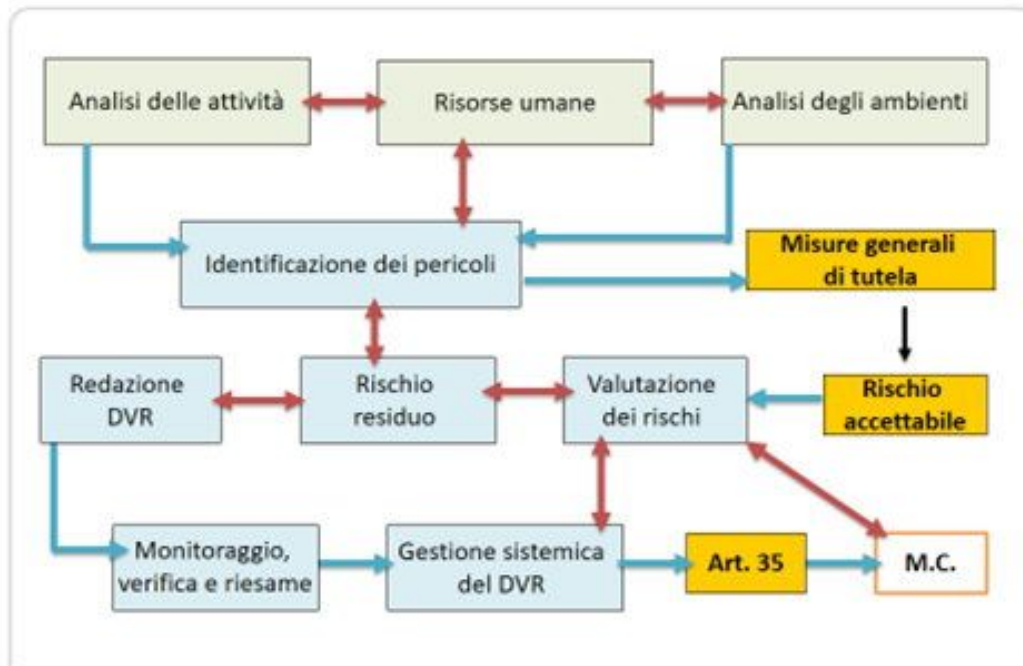 Analisi delle attività
Risorse umane
Analisi degli ambienti
Identificazione dei pericoli
Misure generali
di tutela
Redazione
DVR
Rischio
residuo
Valutazione
dei rischi
Rischio
accettabile
Monitoraggio,
verifica e riesame
Gestione sistemica
del DVR
Art. 35
M.C.